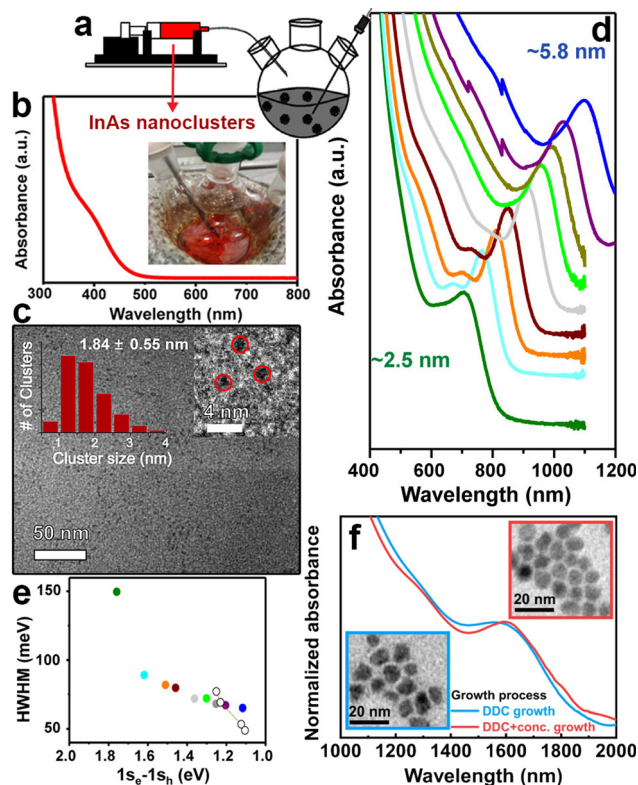 a
b
InAs nanoclusters
Absorbance (a.u.)
300 400 500 600 700 800
Wavelength (nm)
c
1.84 ± 0.55 nm
# of Clusters
1 2 3 4
Cluster size (nm)
4 nm
50 nm
d
~5.8 nm
~2.5 nm
Absorbance (a.u.)
400 600 800 1000 1200
Wavelength (nm)
e
HWHM (meV)
150
100
50
2.0 1.8 1.6 1.4 1.2 1.0
1sₑ-1sₕ (eV)
f
Normalized absorbance
20 nm
20 nm
Growth process
DDC growth
DDC+conc. growth
1000 1200 1400 1600 1800 2000
Wavelength (nm)